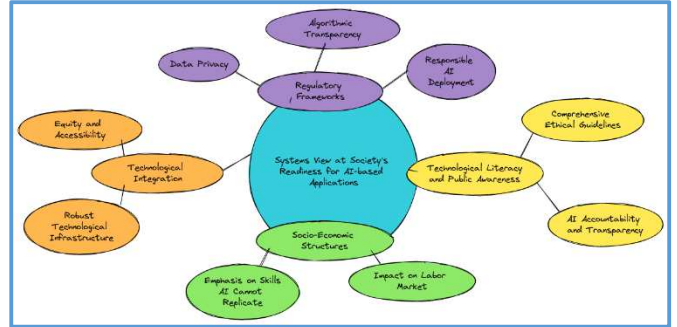 Algorithmic
Transparency
Data Privacy
Responsible
AI
Deployment
Regulatory
Frameworks
Equity and
Accessibility
Comprehensive
Ethical Guidelines
Systems View at Society's
Readiness for AI-based
Applications
Technological
Integration
Technological Literacy
and Public Awareness
Robust
Technological
Infrastructure
AI Accountability
and Transparency
Socio-Economic
Structures
Emphasis on Skills
AI Cannot
Replicate
Impact on Labor
Market